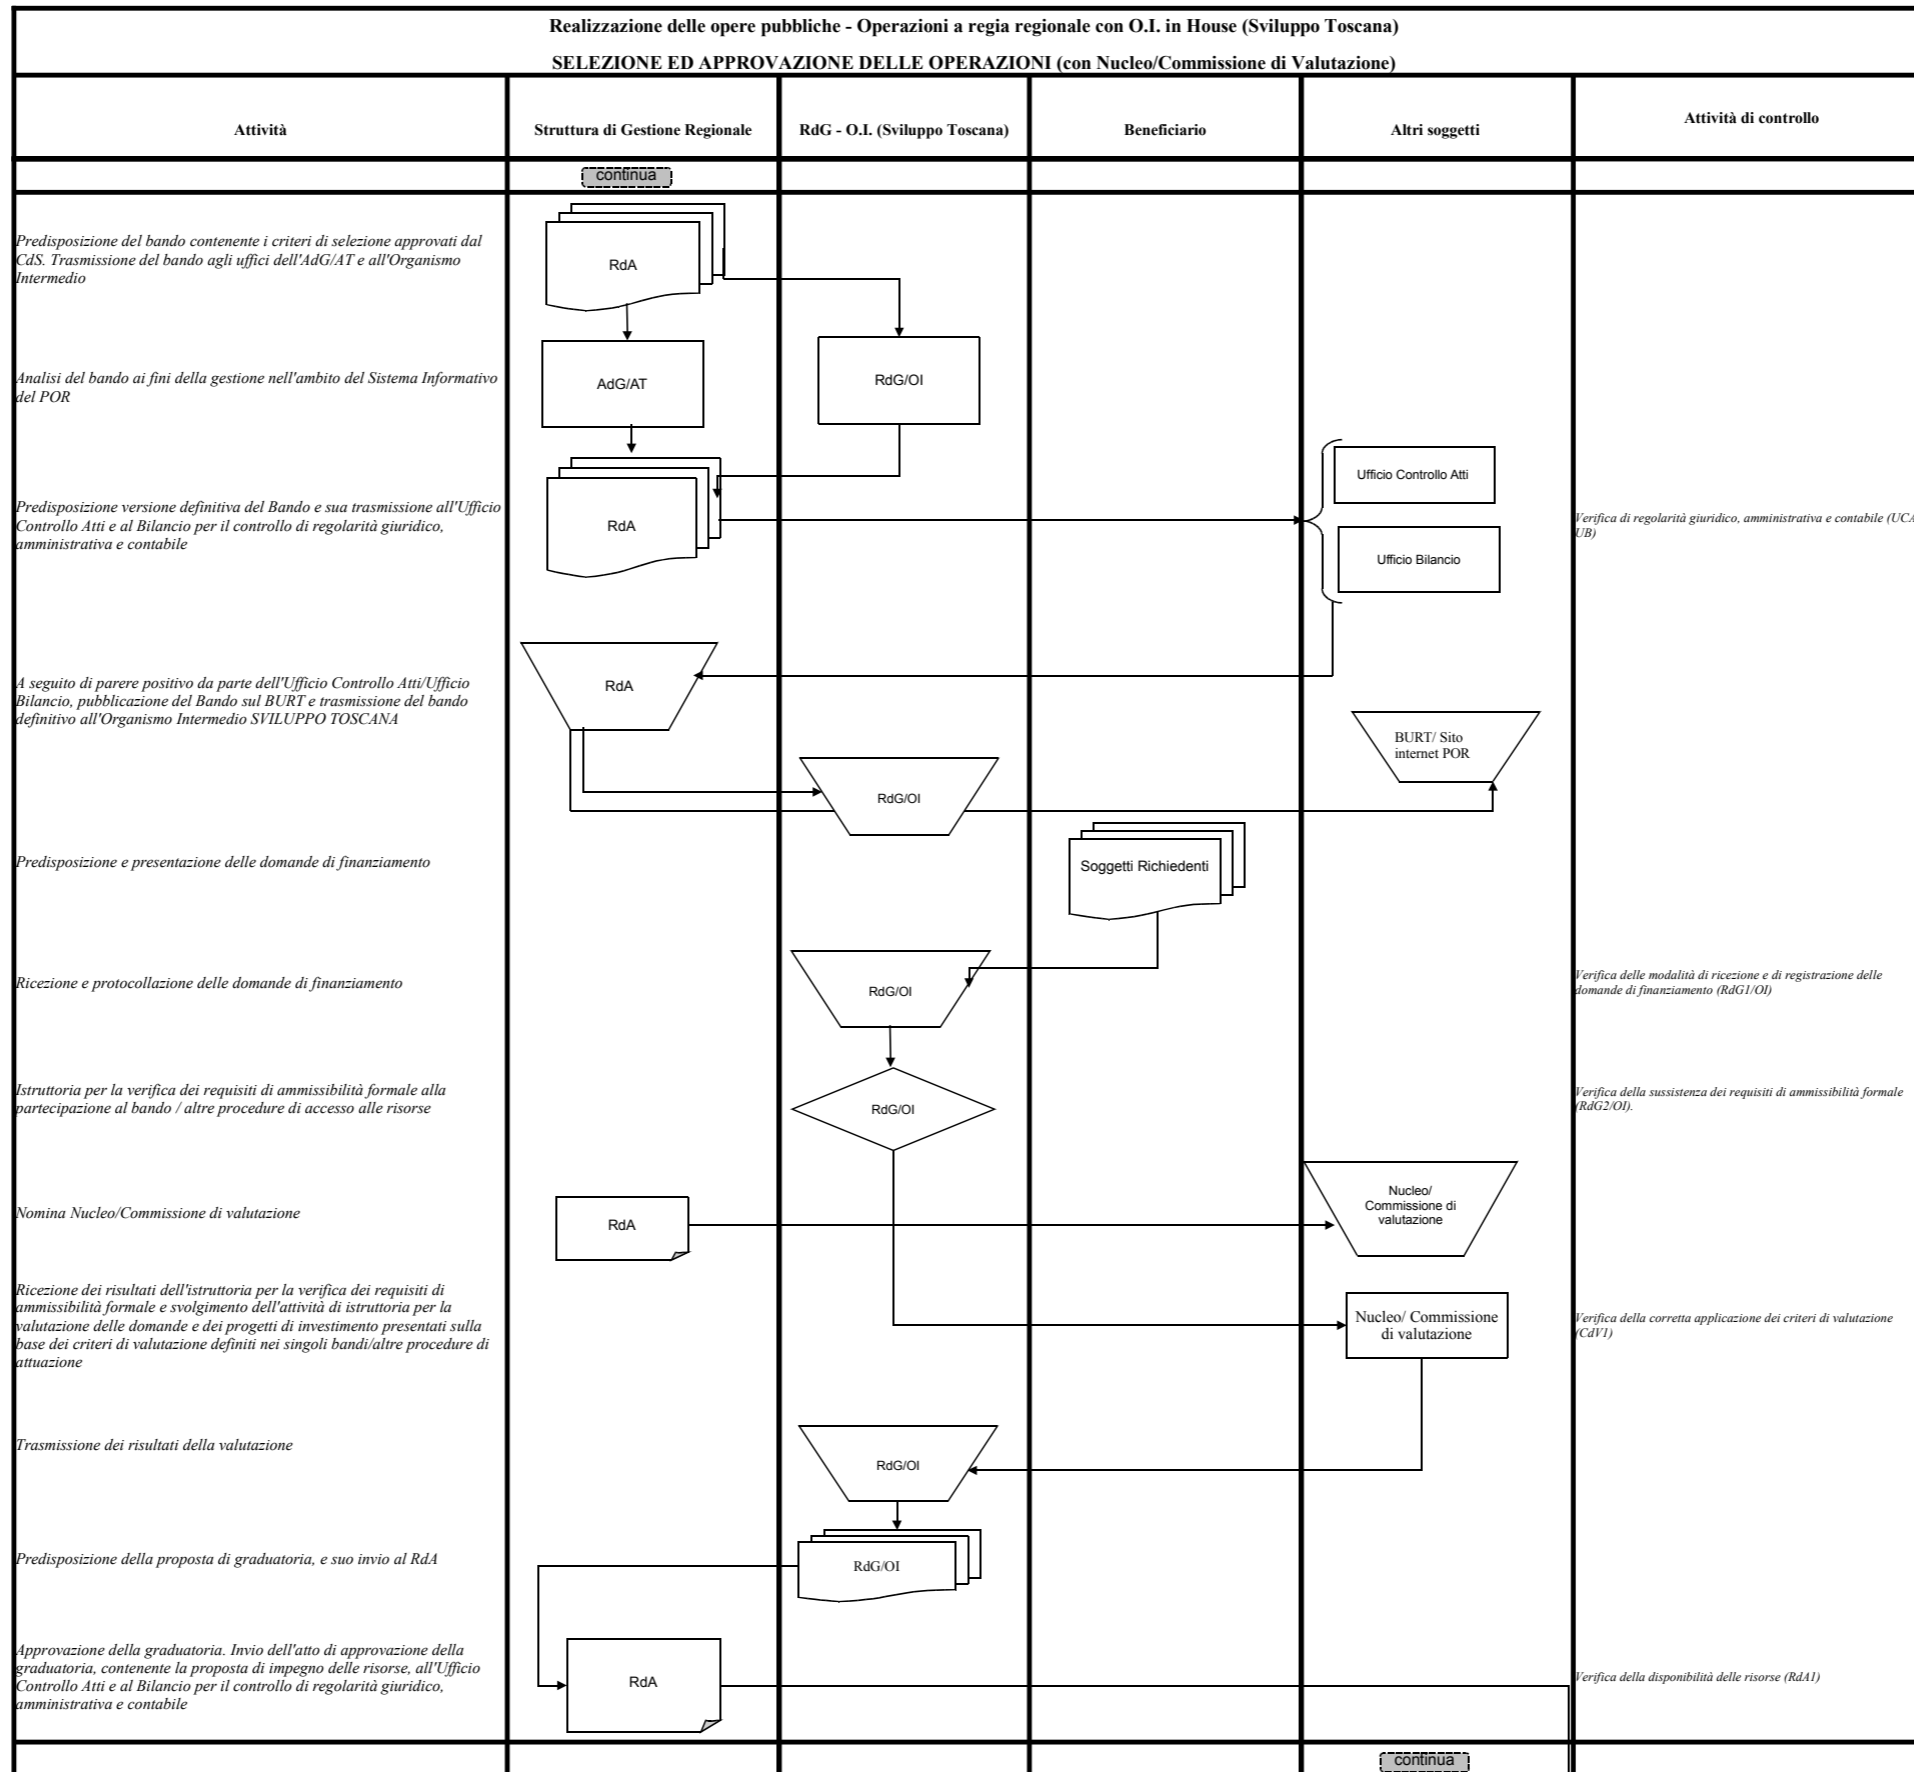 Realizzazione delle opere pubbliche - Operazioni a regia regionale con O.I. in House (Sviluppo Toscana)
SELEZIONE ED APPROVAZIONE DELLE OPERAZIONI (con Nucleo/Commissione di Valutazione)
Attività
Struttura di Gestione Regionale
RdG - O.I. (Sviluppo Toscana)
Beneficiario
Altri soggetti
Attività di controllo
continua
Predisposizione del bando contenente i criteri di selezione approvati dal
CdS. Trasmissione del bando agli uffici dell'AdG/AT e all'Organismo
Intermedio
RdA
Analisi del bando ai fini della gestione nell'ambito del Sistema Informativo
del POR
AdG/AT
RdG/OI
Predisposizione versione definitiva del Bando e sua trasmissione all'Ufficio
Controllo Atti e al Bilancio per il controllo di regolarità giuridico,
amministrativa e contabile
RdA
Ufficio Controllo Atti
Ufficio Bilancio
Verifica di regolarità giuridico, amministrativa e contabile (UCA
UB)
A seguito di parere positivo da parte dell'Ufficio Controllo Atti/Ufficio
Bilancio, pubblicazione del Bando sul BURT e trasmissione del bando
definitivo all'Organismo Intermedio SVILUPPO TOSCANA
RdA
BURT/ Sito
internet POR
RdG/OI
Predisposizione e presentazione delle domande di finanziamento
Soggetti Richiedenti
Ricezione e protocollazione delle domande di finanziamento
RdG/OI
Verifica delle modalità di ricezione e di registrazione delle
domande di finanziamento (RdG1/OI)
Istruttoria per la verifica dei requisiti di ammissibilità formale alla
partecipazione al bando / altre procedure di accesso alle risorse
RdG/OI
Verifica della sussistenza dei requisiti di ammissibilità formale
(RdG2/OI).
Nomina Nucleo/Commissione di valutazione
RdA
Nucleo/
Commissione di
valutazione
Ricezione dei risultati dell'istruttoria per la verifica dei requisiti di
ammissibilità formale e svolgimento dell'attività di istruttoria per la
valutazione delle domande e dei progetti di investimento presentati sulla
base dei criteri di valutazione definiti nei singoli bandi/altre procedure di
attuazione
Nucleo/ Commissione
di valutazione
Verifica della corretta applicazione dei criteri di valutazione
(CdV1)
Trasmissione dei risultati della valutazione
RdG/OI
Predisposizione della proposta di graduatoria, e suo invio al RdA
RdG/OI
Approvazione della graduatoria. Invio dell'atto di approvazione della
graduatoria, contenente la proposta di impegno delle risorse, all'Ufficio
Controllo Atti e al Bilancio per il controllo di regolarità giuridico,
amministrativa e contabile
RdA
Verifica della disponibilità delle risorse (RdA1)
continua